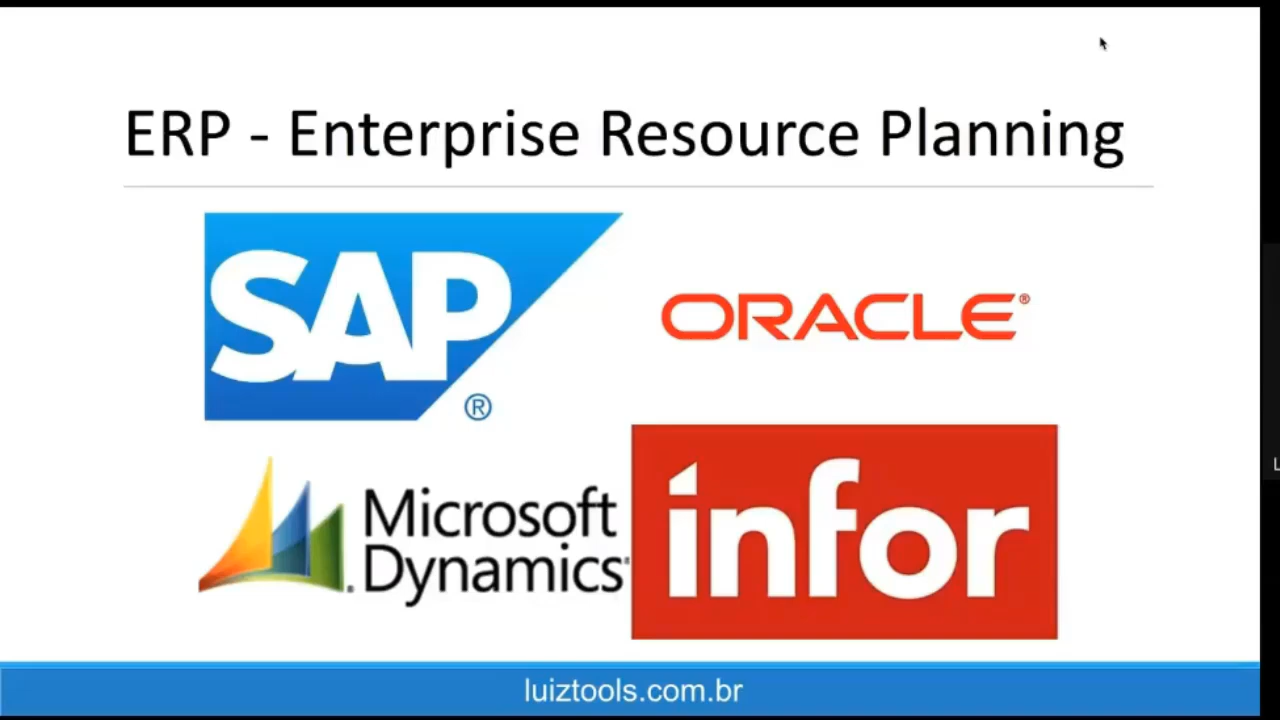 ERP - Enterprise Resource Planning
SAP
®
ORACLE®
Microsoft
Dynamics
infor
luiztools.com.br